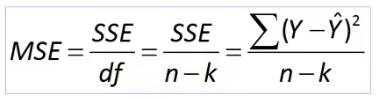 MSE = SSE/df = SSE/n−k = ∑(Y−Ŷ)²/n−k